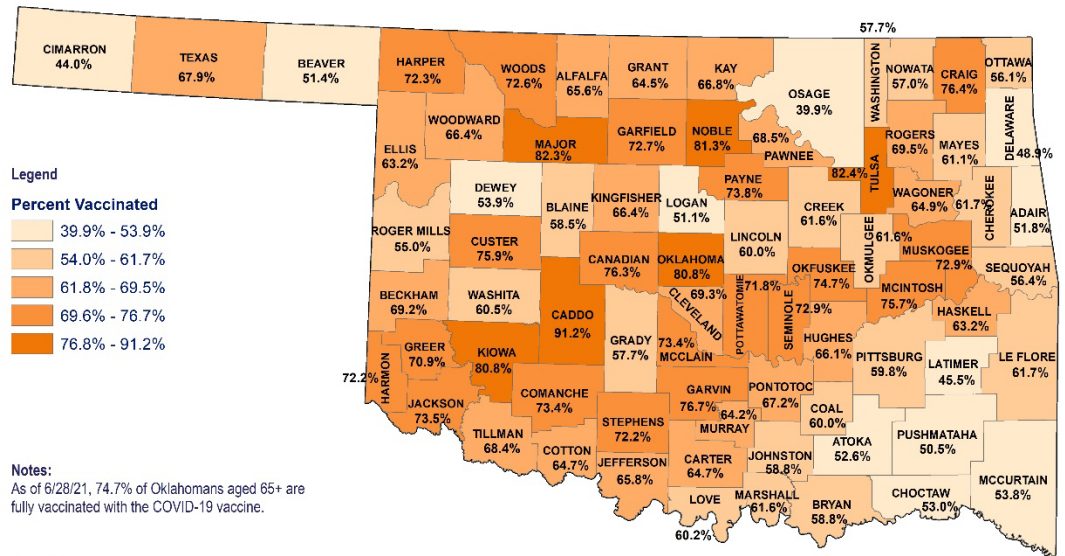 57.7%
CIMARRON
44.0%
TEXAS
67.9%
BEAVER
51.4%
HARPER
72.3%
WOODS
72.6%
ALFALFA
65.6%
GRANT
64.5%
KAY
66.8%
OSAGE
39.9%
WASHINGTON
NOWATA
57.0%
CRAIG
76.4%
OTTAWA
56.1%
WOODWARD
66.4%
ELLIS
63.2%
MAJOR
82.3%
GARFIELD
72.7%
NOBLE
81.3%
68.5%
PAWNEE
ROGERS
69.5%
MAYES
61.1%
DELAWARE
48.9%
DEWEY
53.9%
BLAINE
58.5%
KINGFISHER
66.4%
LOGAN
51.1%
PAYNE
73.8%
82.4%
TULSA
CREEK
61.6%
WAGONER
64.9%
61.7%
CHEROKEE
ADAIR
51.8%
ROGER MILLS
55.0%
CUSTER
75.9%
CANADIAN
76.3%
OKLAHOMA
80.8%
LINCOLN
60.0%
OKMULGEE
61.6%
MUSKOGEE
72.9%
SEQUOYAH
56.4%
BECKHAM
69.2%
WASHITA
60.5%
CADDO
91.2%
GRADY
57.7%
69.3%
CLEVELAND
71.8%
POTTAWATOMIE
SEMINOLE
72.9%
OKFUSKEE
74.7%
MCINTOSH
75.7%
HASKELL
63.2%
GREER
70.9%
KIOWA
80.8%
73.4%
MCCLAIN
HUGHES
66.1%
PITTSBURG
59.8%
LATIMER
45.5%
LE FLORE
61.7%
72.2%
HARMON
JACKSON
73.5%
COMANCHE
73.4%
GARVIN
76.7%
PONTOTOC
67.2%
COAL
60.0%
TILLMAN
68.4%
COTTON
64.7%
STEPHENS
72.2%
64.2%
MURRAY
ATOKA
52.6%
PUSHMATAHA
50.5%
JEFFERSON
65.8%
CARTER
64.7%
JOHNSTON
58.8%
MCCURTAIN
53.8%
LOVE
60.2%
MARSHALL
61.6%
BRYAN
58.8%
CHOCTAW
53.0%
Legend
Percent Vaccinated
39.9% - 53.9%
54.0% - 61.7%
61.8% - 69.5%
69.6% - 76.7%
76.8% - 91.2%
Notes:
As of 6/28/21, 74.7% of Oklahomans aged 65+ are
fully vaccinated with the COVID-19 vaccine.